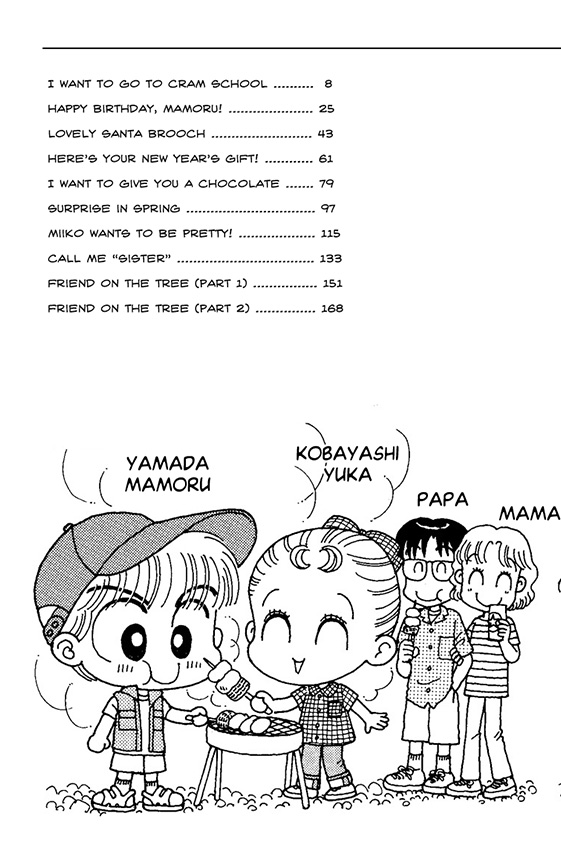 I WANT TO GO TO CRAM SCHOOL .......... 8
HAPPY BIRTHDAY, MAMORU! ..................... 25
LOVELY SANTA BROOCH ......................... 43
HERE'S YOUR NEW YEAR'S GIFT! ............ 61
I WANT TO GIVE YOU A CHOCOLATE ....... 79
SURPRISE IN SPRING ................................ 97
MIIKO WANTS TO BE PRETTY! ................... 115
CALL ME "SISTER" .................................. 133
FRIEND ON THE TREE (PART 1) ................ 151
FRIEND ON THE TREE (PART 2) ............... 168
YAMADA
MAMORU
KOBAYASHI
YUKA
PAPA
MAMA